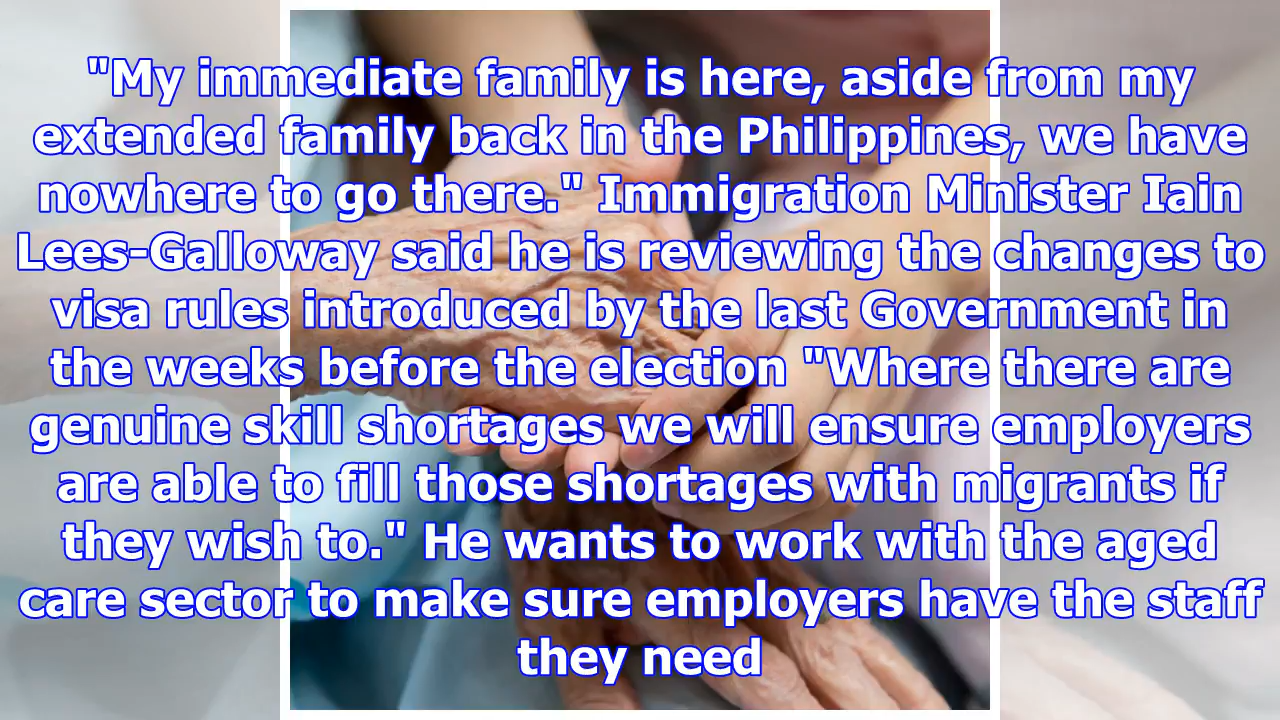 "My immediate family is here, aside from my
extended family back in the Philippines, we have
nowhere to go there." Immigration Minister Iain
Lees-Galloway said he is reviewing the changes to
visa rules introduced by the last Government in
the weeks before the election "Where there are
genuine skill shortages we will ensure employers
are able to fill those shortages with migrants if
they wish to." He wants to work with the aged
care sector to make sure employers have the staff
they need